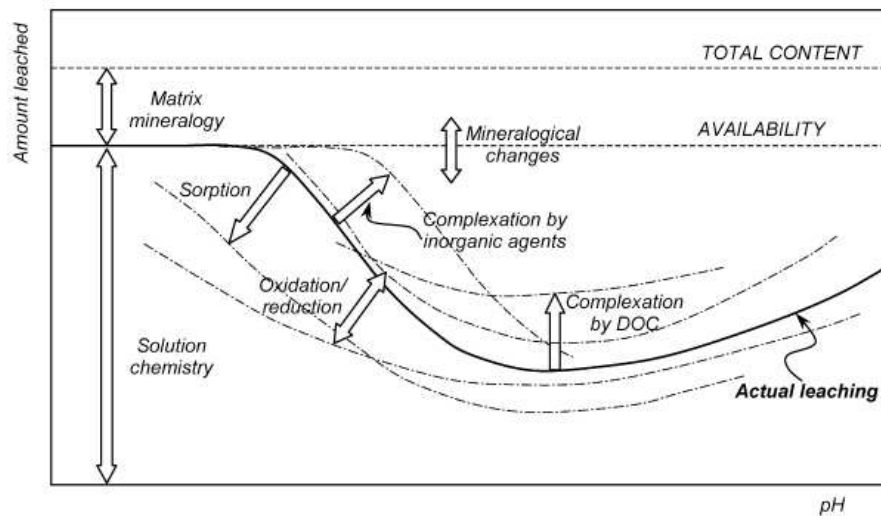 Amount leached
TOTAL CONTENT
Matrix
mineralogy
AVAILABILITY
Mineralogical
changes
Sorption
Complexation by
inorganic agents
Oxidation/
reduction
Complexation
by DOC
Solution
chemistry
Actual leaching
pH